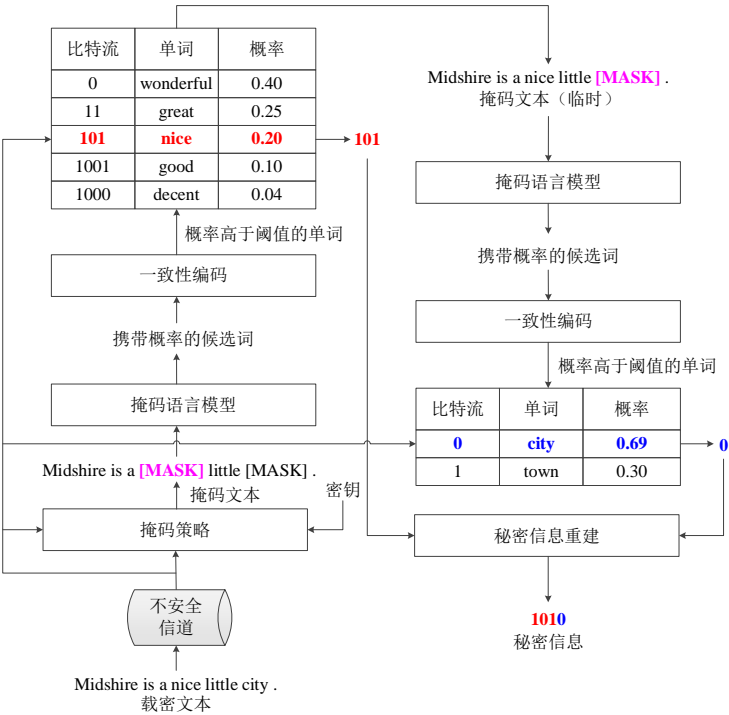 比特流 单词 概率
0 wonderful 0.40
11 great 0.25
101 nice 0.20
1001 good 0.10
1000 decent 0.04
101
概率高于阈值的单词
一致性编码
携带概率的候选词
掩码语言模型
Midshire is a [MASK] little [MASK] .
掩码文本
密钥
掩码策略
不安全
信道
Midshire is a nice little city .
载密文本
Midshire is a nice little [MASK] .
掩码文本（临时）
掩码语言模型
携带概率的候选词
一致性编码
概率高于阈值的单词
比特流 单词 概率
0 city 0.69
1 town 0.30
0
秘密信息重建
1010
秘密信息